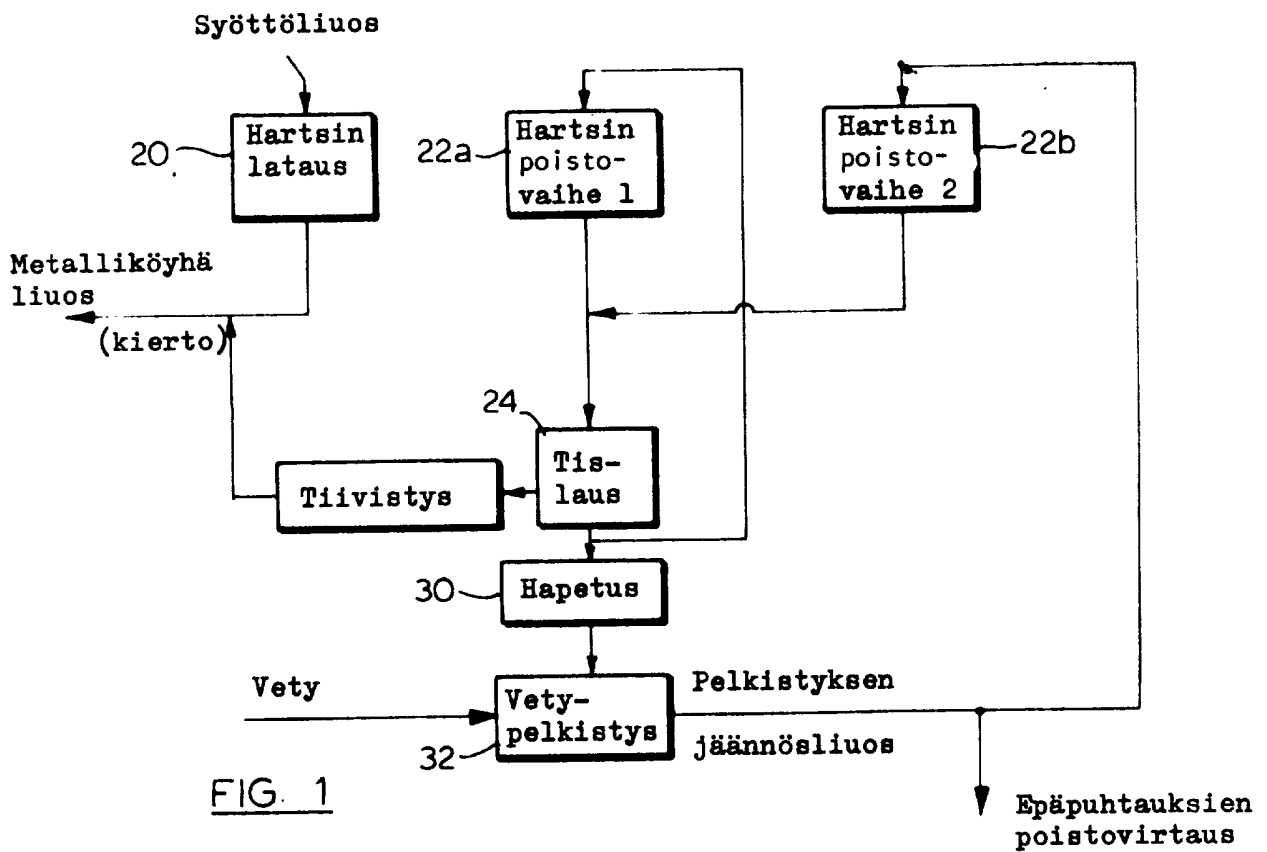 Syöttöliuos
Hartsin
lataus
20
Hartsin
poisto-
vaihe 1
22a
Hartsin
poisto-
vaihe 2
22b
Metalliköyhä
liuos
(kierto)
24
Tis-
laus
Tiivistys
30
Hapetus
Vety
Vety-
pelkistys
32
Pelkistyksen
jäännösliuos
FIG. 1
Epäpuhtauksien
poistovirtaus